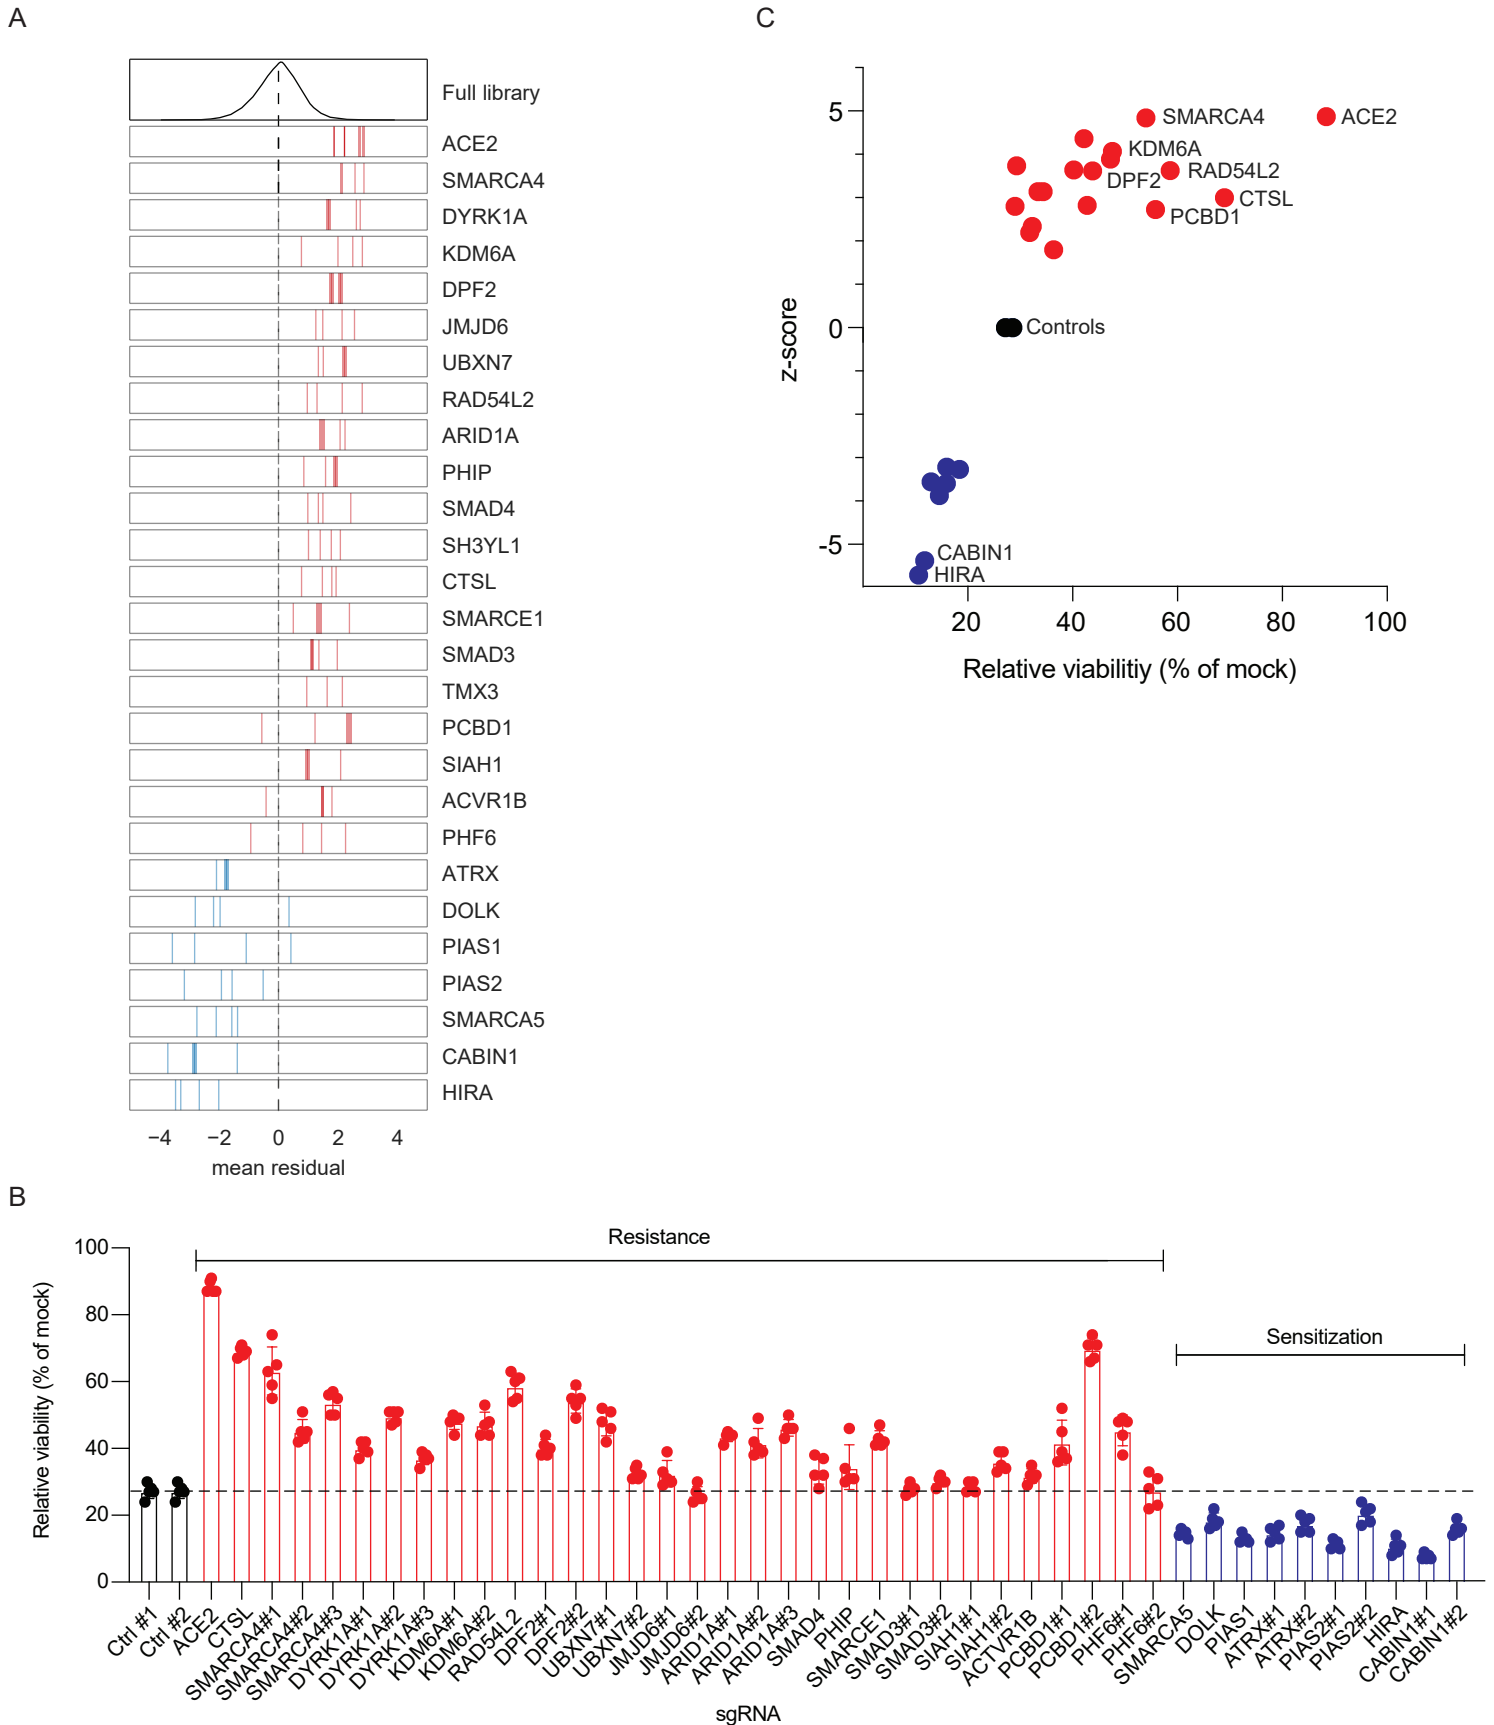 A
Full library
ACE2
SMARCA4
DYRK1A
KDM6A
DPF2
JMJD6
UBXN7
RAD54L2
ARID1A
PHIP
SMAD4
SH3YL1
CTSL
SMARCE1
SMAD3
TMX3
PCBD1
SIAH1
ACVR1B
PHF6
ATRX
DOLK
PIAS1
PIAS2
SMARCA5
CABIN1
HIRA
−4 −2 0 2 4
mean residual
C
z-score
5
0
-5
SMARCA4
ACE2
KDM6A
RAD54L2
DPF2
CTSL
PCBD1
Controls
CABIN1
HIRA
20 40 60 80 100
Relative viabilitiy (% of mock)
B
Relative viability (% of mock)
100
80
60
40
20
0
Resistance
Sensitization
Ctrl #1
Ctrl #2
ACE2
CTSL
SMARCA4#1
SMARCA4#2
SMARCA4#3
DYRK1A#1
DYRK1A#2
DYRK1A#3
KDM6A#1
KDM6A#2
RAD54L2
DPF2#1
DPF2#2
UBXN7#1
UBXN7#2
JMJD6#1
JMJD6#2
ARID1A#1
ARID1A#2
ARID1A#3
SMAD4
PHIP
SMARCE1
SMAD3#1
SMAD3#2
SIAH1#1
SIAH1#2
ACTVR1B
PCBD1#1
PCBD1#2
PHF6#1
PHF6#2
SMARCA5
DOLK
PIAS1
ATRX#1
ATRX#2
PIAS2#1
PIAS2#2
HIRA
CABIN1#1
CABIN1#2
sgRNA